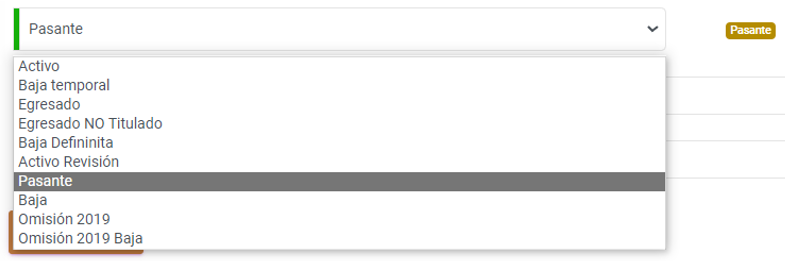 Pasante
Pasante
Activo
Baja temporal
Egresado
Egresado NO Titulado
Baja Defininita
Activo Revisión
Pasante
Baja
Omisión 2019
Omisión 2019 Baja